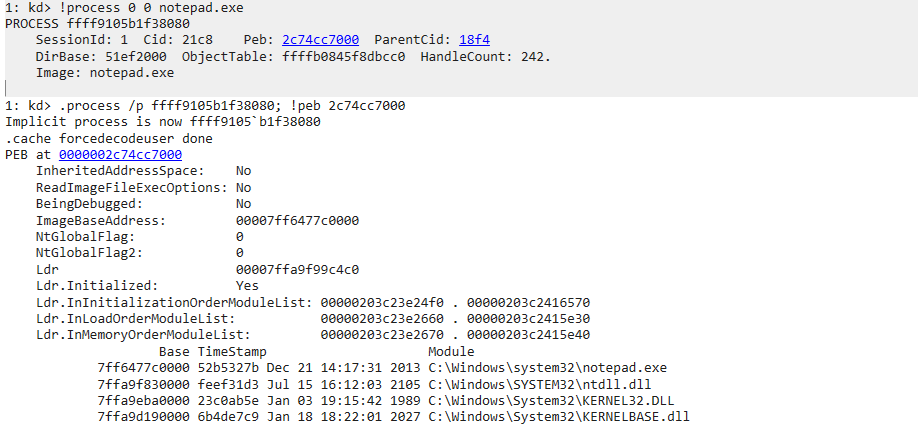 1: kd> !process 0 0 notepad.exe
PROCESS ffff9105b1f38080
    SessionId: 1  Cid: 21c8    Peb: 2c74cc7000  ParentCid: 18f4
    DirBase: 51ef2000  ObjectTable: ffffb0845f8dbcc0  HandleCount: 242.
    Image: notepad.exe
1: kd> .process /p ffff9105b1f38080; !peb 2c74cc7000
Implicit process is now ffff9105`b1f38080
.cache forcedecodeuser done
PEB at 0000002c74cc7000
    InheritedAddressSpace:    No
    ReadImageFileExecOptions: No
    BeingDebugged:            No
    ImageBaseAddress:         00007ff6477c0000
    NtGlobalFlag:             0
    NtGlobalFlag2:            0
    Ldr                       00007ffa9f99c4c0
    Ldr.Initialized:          Yes
    Ldr.InInitializationOrderModuleList: 00000203c23e24f0 . 00000203c2416570
    Ldr.InLoadOrderModuleList:           00000203c23e2660 . 00000203c2415e30
    Ldr.InMemoryOrderModuleList:         00000203c23e2670 . 00000203c2415e40
                    Base TimeStamp                     Module
            7ff6477c0000 52b5327b Dec 21 14:17:31 2013 C:\Windows\system32\notepad.exe
            7ffa9f830000 feef31d3 Jul 15 16:12:03 2105 C:\Windows\SYSTEM32\ntdll.dll
            7ffa9eba0000 23c0ab5e Jan 03 19:15:42 1989 C:\Windows\System32\KERNEL32.DLL
            7ffa9d190000 6b4de7c9 Jan 18 18:22:01 2027 C:\Windows\System32\KERNELBASE.dll